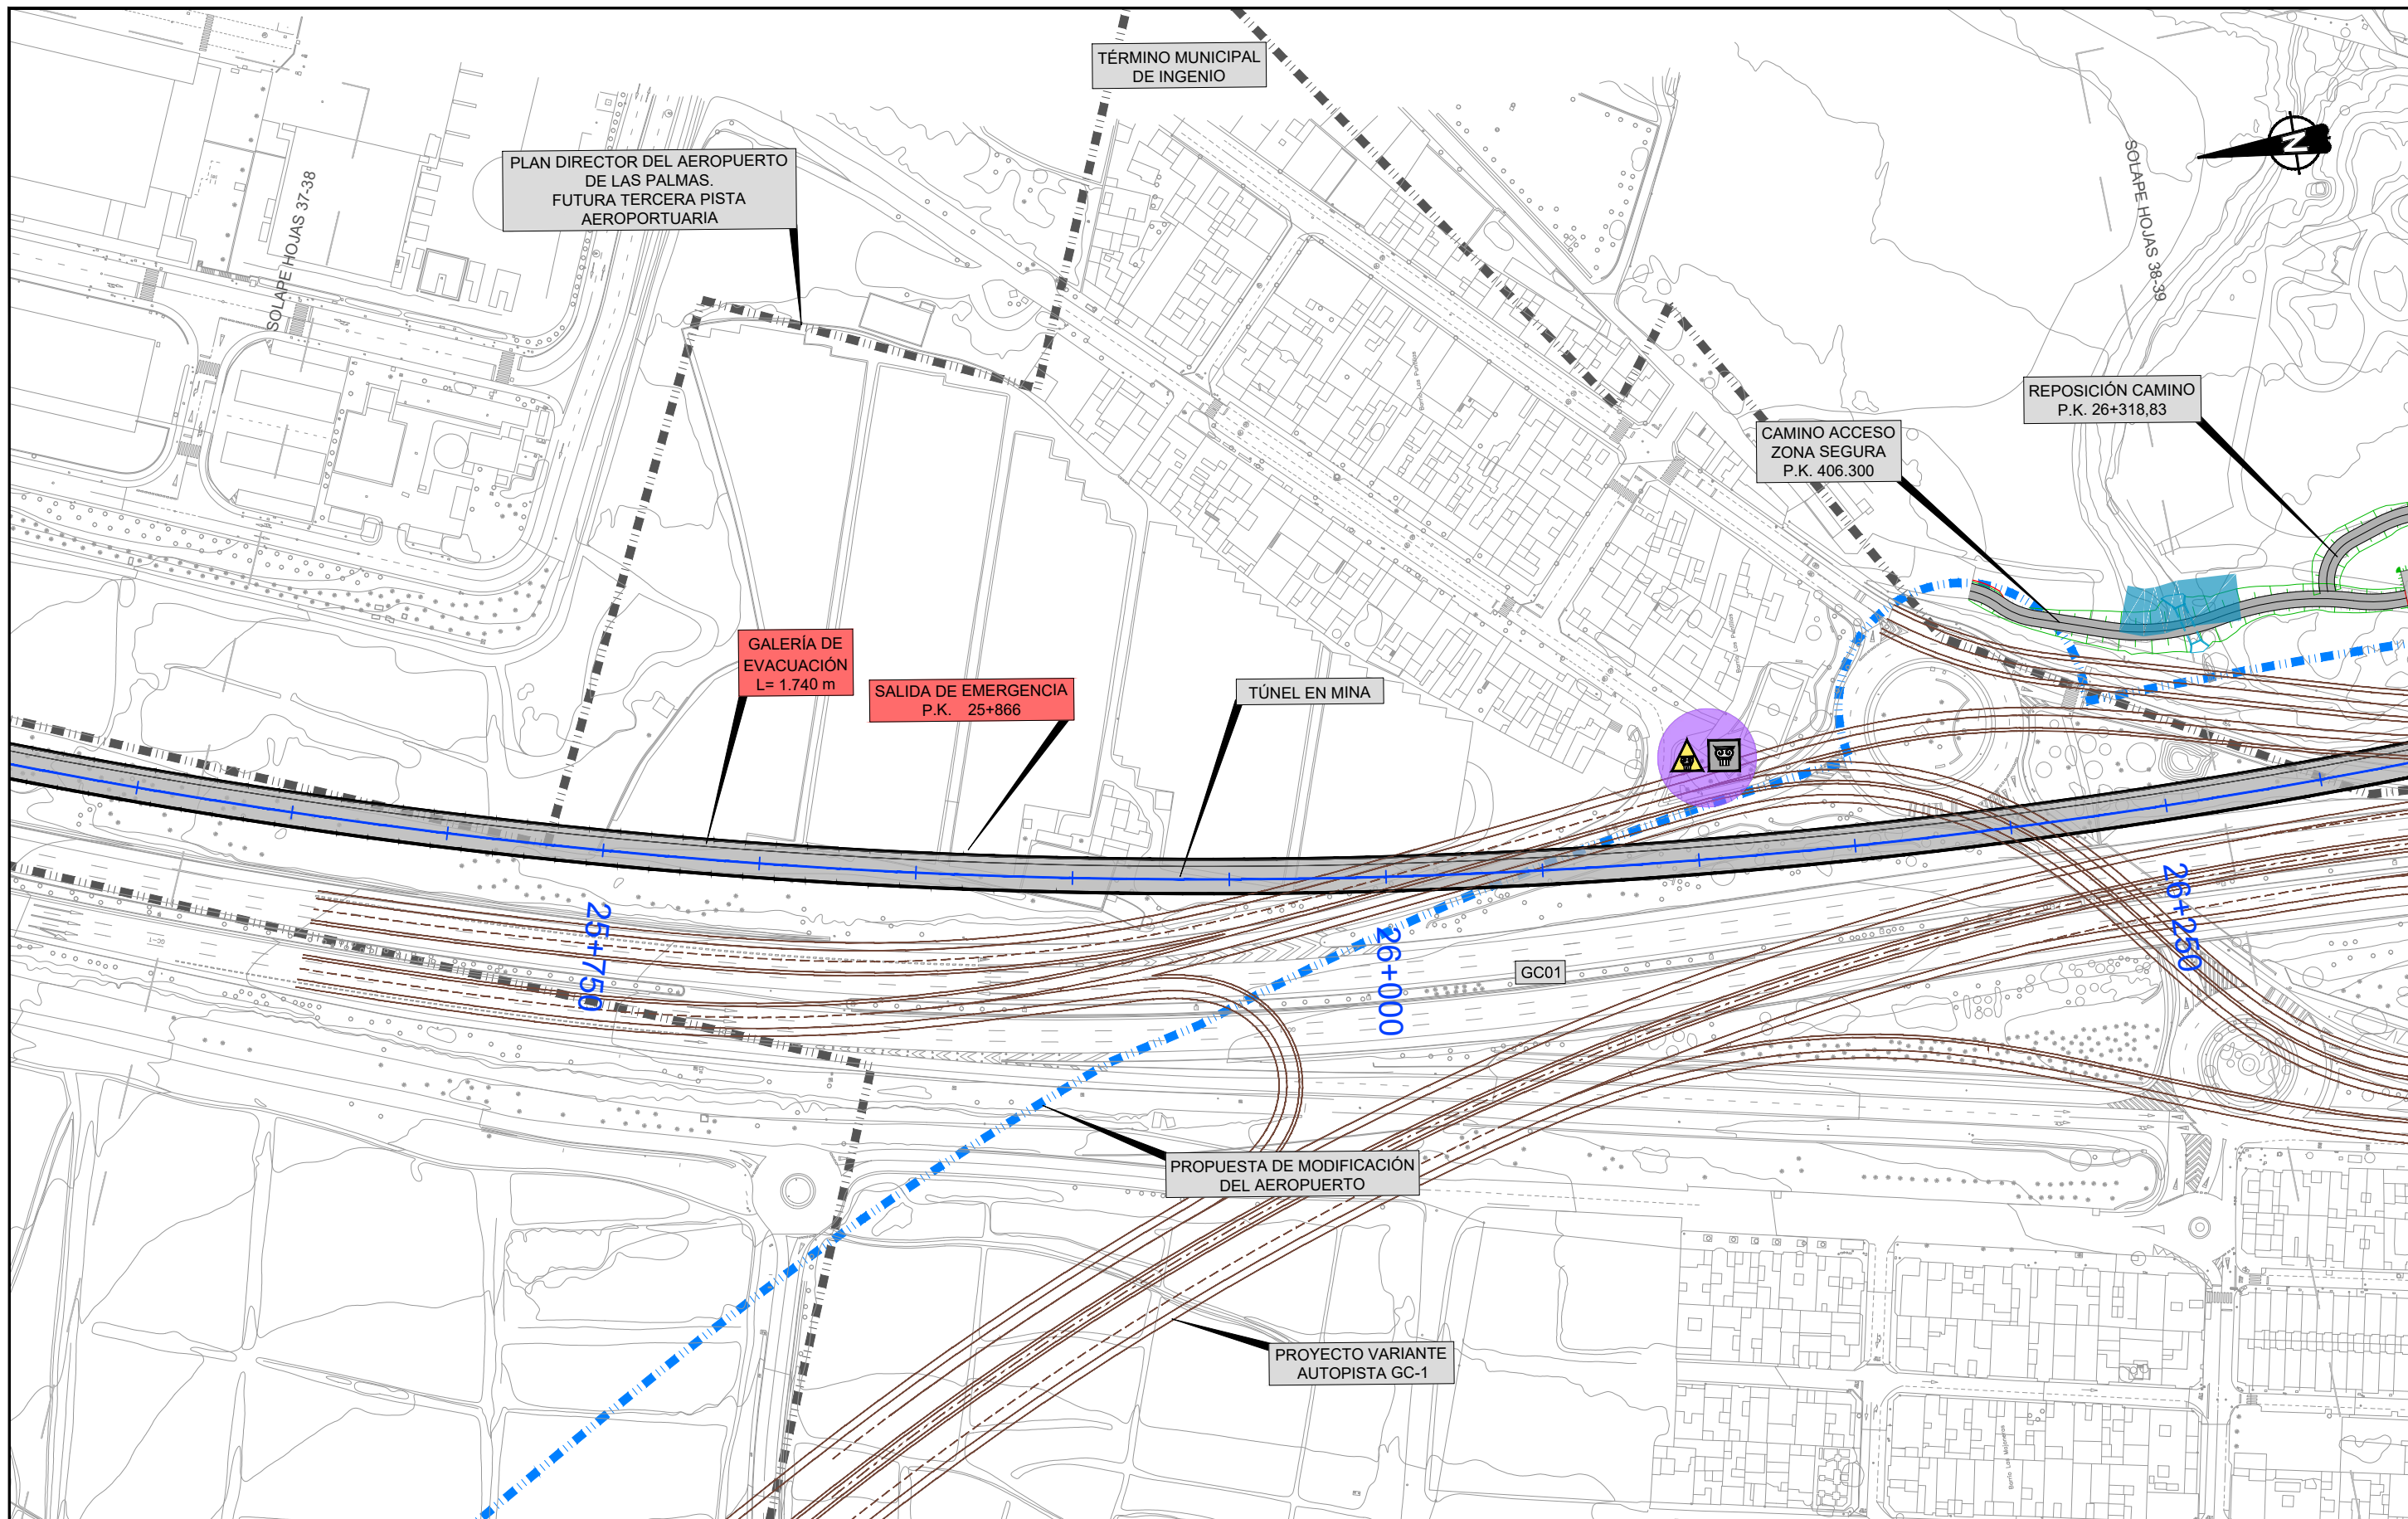 TÉRMINO MUNICIPAL
DE INGENIO
PLAN DIRECTOR DEL AEROPUERTO
DE LAS PALMAS.
FUTURA TERCERA PISTA
AEROPORTUARIA
SOLAPE HOJAS 37-38
SOLAPE HOJAS 38-39
N
REPOSICIÓN CAMINO
P.K. 26+318,83
CAMINO ACCESO
ZONA SEGURA
P.K. 406.300
GALERÍA DE
EVACUACIÓN
L= 1.740 m
SALIDA DE EMERGENCIA
P.K. 25+866
TÚNEL EN MINA
25+750
26+000
26+250
GC01
GC-1
PROPUESTA DE MODIFICACIÓN
DEL AEROPUERTO
PROYECTO VARIANTE
AUTOPISTA GC-1